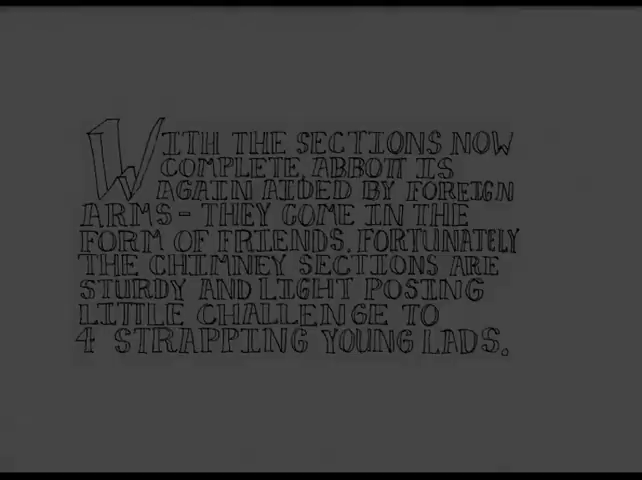 WITH THE SECTIONS NOW
COMPLETE, ABBOTT IS
AGAIN AIDED BY FOREIGN
ARMS - THEY COME IN THE
FORM OF FRIENDS. FORTUNATELY
THE CHIMNEY SECTIONS ARE
STURDY AND LIGHT POSING
LITTLE CHALLENGE TO
4 STRAPPING YOUNG LADS.